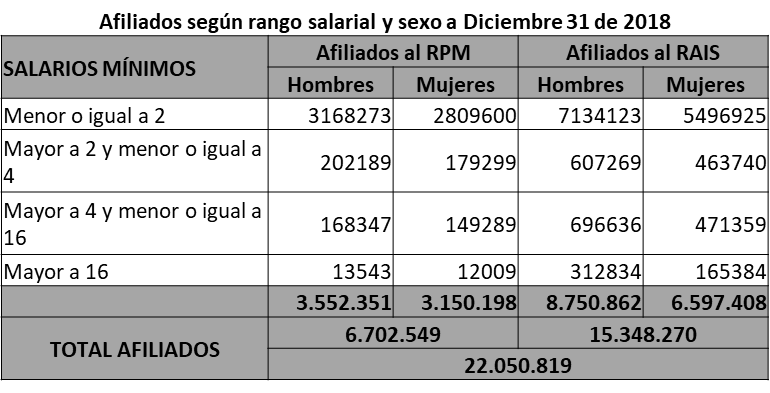 Afiliados según rango salarial y sexo a Diciembre 31 de 2018
SALARIOS MÍNIMOS Afiliados al RPM Afiliados al RAIS
Hombres Mujeres Hombres Mujeres
Menor o igual a 2 3168273 2809600 7134123 5496925
Mayor a 2 y menor o igual a
4 202189 179299 607269 463740
Mayor a 4 y menor o igual a
16 168347 149289 696636 471359
Mayor a 16 13543 12009 312834 165384
3.552.351 3.150.198 8.750.862 6.597.408
TOTAL AFILIADOS 6.702.549 15.348.270
22.050.819